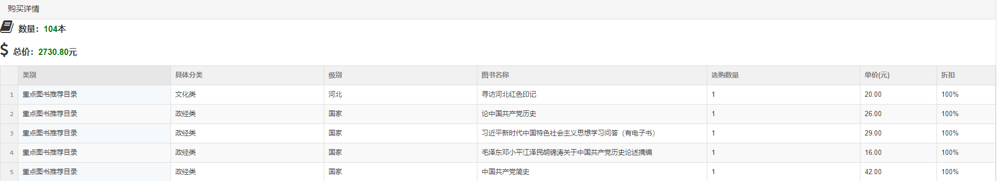 购买详情
数量：104本
总价：2730.80元
类别 具体分类 级别 图书名称 选购数量 单价(元) 折扣
1 重点图书推荐目录 文化类 河北 寻访河北红色印记 1 20.00 100%
2 重点图书推荐目录 政经类 国家 论中国共产党历史 1 26.00 100%
3 重点图书推荐目录 政经类 国家 习近平新时代中国特色社会主义思想学习问答（有电子书） 1 29.00 100%
4 重点图书推荐目录 政经类 国家 毛泽东邓小平江泽民胡锦涛关于中国共产党历史论述摘编 1 16.00 100%
5 重点图书推荐目录 政经类 国家 中国共产党简史 1 42.00 100%